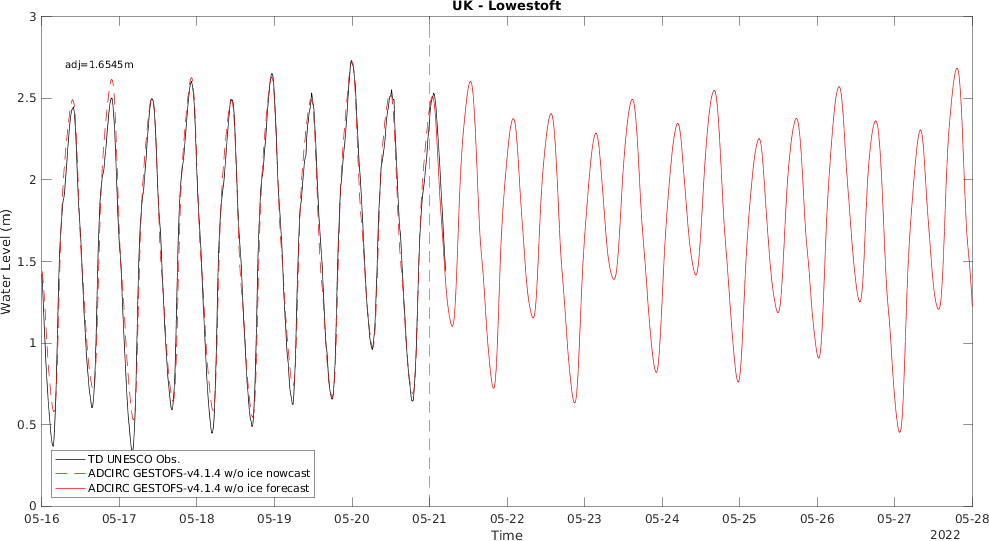 UK - Lowestoft
adj=1.6545m
3
2.5
2
1.5
1
0.5
0
Water Level (m)
TD UNESCO Obs.
ADCIRC GESTOFS-v4.1.4 w/o ice nowcast
ADCIRC GESTOFS-v4.1.4 w/o ice forecast
05-16 05-17 05-18 05-19 05-20 05-21 05-22 05-23 05-24 05-25 05-26 05-27 05-28
Time
2022